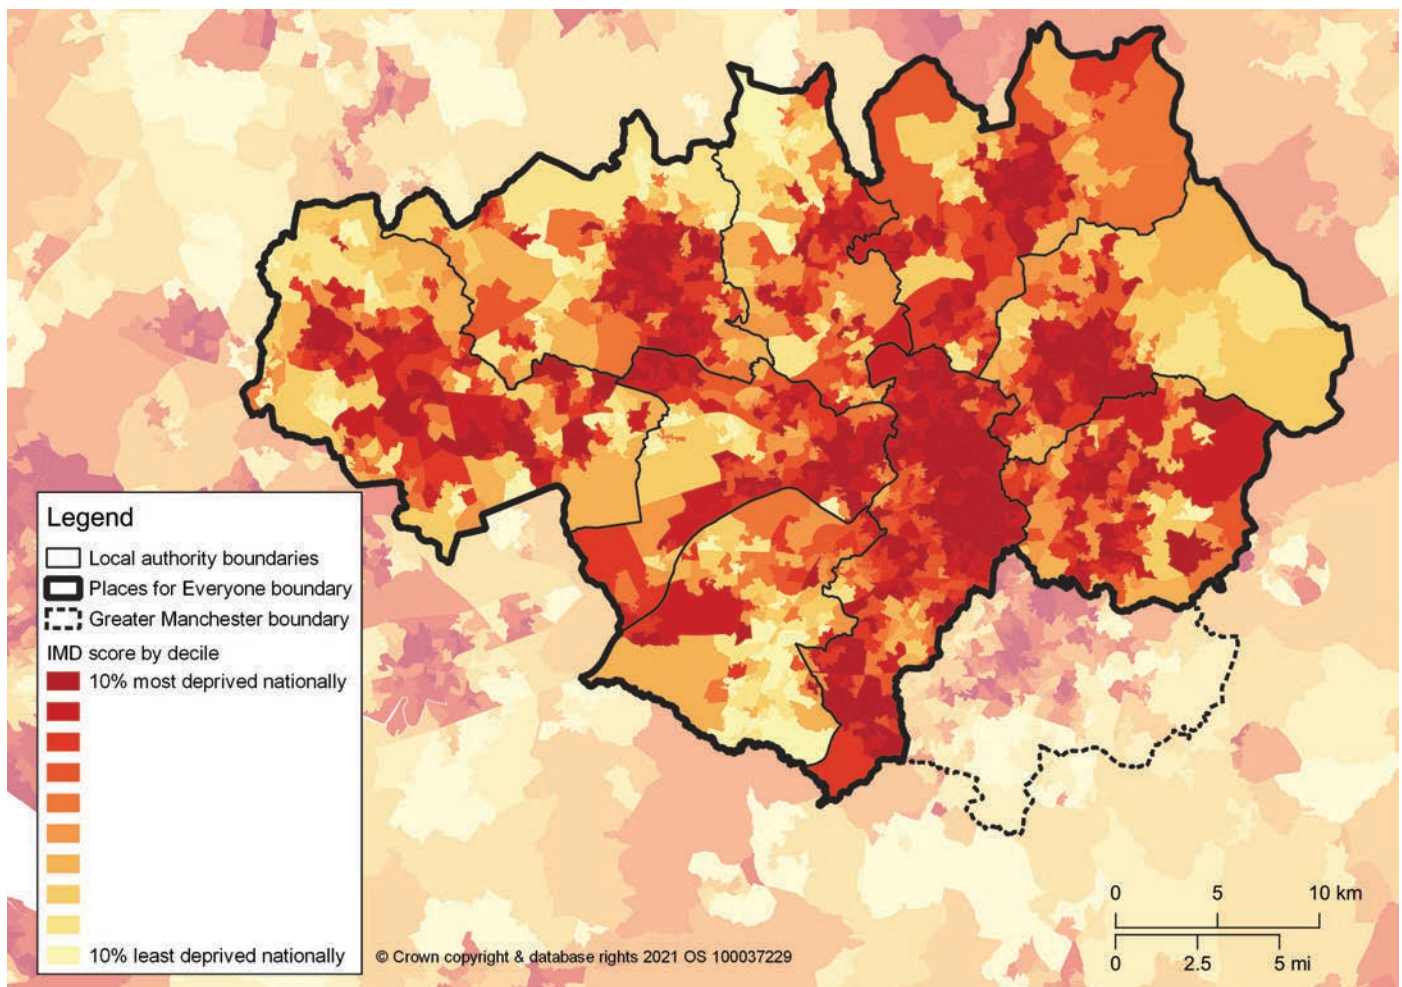 Legend
Local authority boundaries
Places for Everyone boundary
Greater Manchester boundary
IMD score by decile
10% most deprived nationally
10% least deprived nationally
© Crown copyright & database rights 2021 OS 100037229
0 5 10 km
0 2.5 5 mi